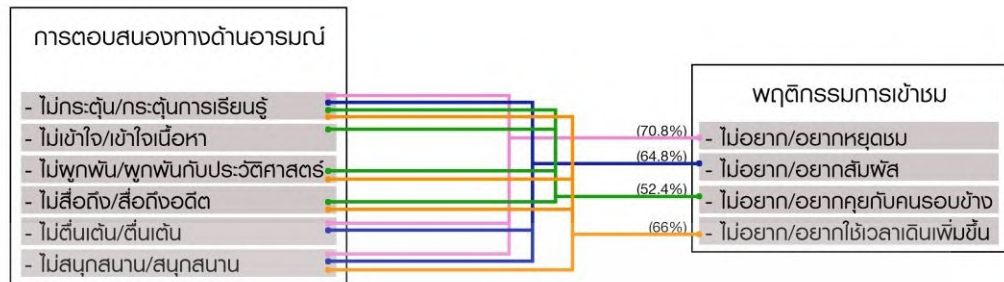 การตอบสนองทางด้านอารมณ์
- ไม่กระตุ้น/กระตุ้นการเรียนรู้
- ไม่เข้าใจ/เข้าใจเนื้อหา
- ไม่ผูกพัน/ผูกพันกับประวัติศาสตร์
- ไม่สื่อถึง/สื่อถึงอดีต
- ไม่ตื่นเต้น/ตื่นเต้น
- ไม่สนุกสนาน/สนุกสนาน
พฤติกรรมการเข้าชม
(70.8%) - ไม่อยาก/อยากหยุดชม
(64.8%) - ไม่อยาก/อยากสัมผัส
(52.4%) - ไม่อยาก/อยากคุยกับคนรอบข้าง
(66%) - ไม่อยาก/อยากใช้เวลาเดินเพิ่มขึ้น